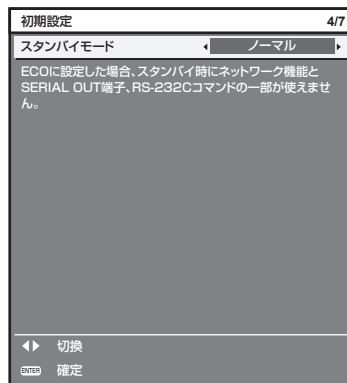 初期設定 4/7
スタンバイモード ノーマル
ECOに設定した場合、スタンバイ時にネットワーク機能と
SERIAL OUT端子、RS-232Cコマンドの一部が使えませ
ん。
切換
ENTER 確定